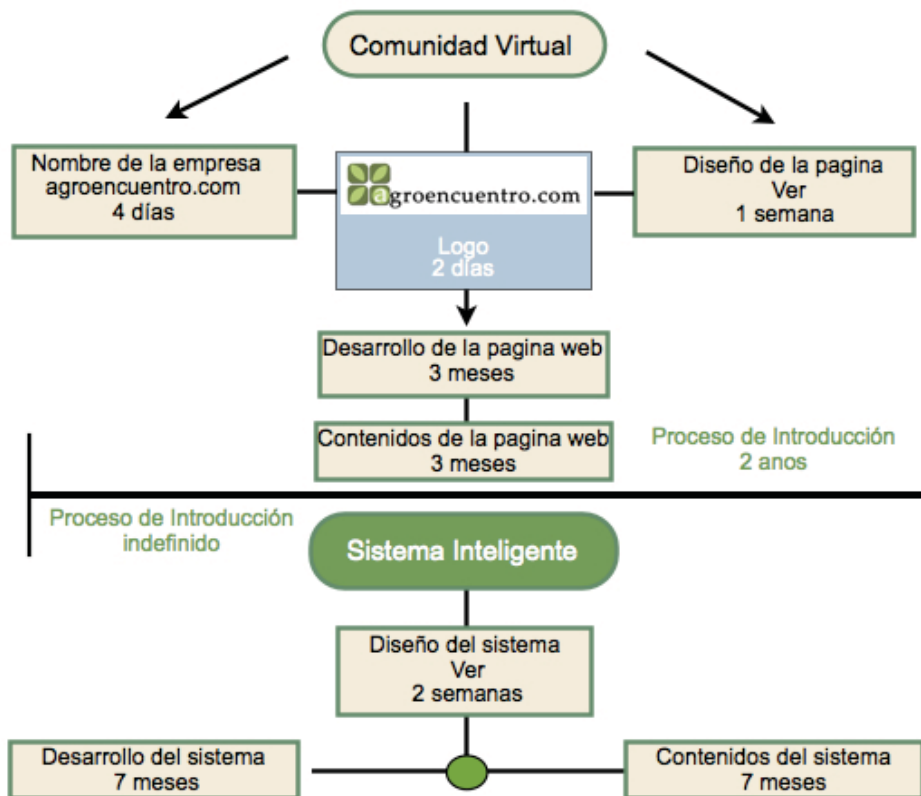 Comunidad Virtual
Nombre de la empresa
agroencuentro.com
4 días
agroencuentro.com
Logo
2 días
Diseño de la pagina
Ver
1 semana
Desarrollo de la pagina web
3 meses
Contenidos de la pagina web
3 meses
Proceso de Introducción
2 anos
Proceso de Introducción
indefinido
Sistema Inteligente
Diseño del sistema
Ver
2 semanas
Desarrollo del sistema
7 meses
Contenidos del sistema
7 meses